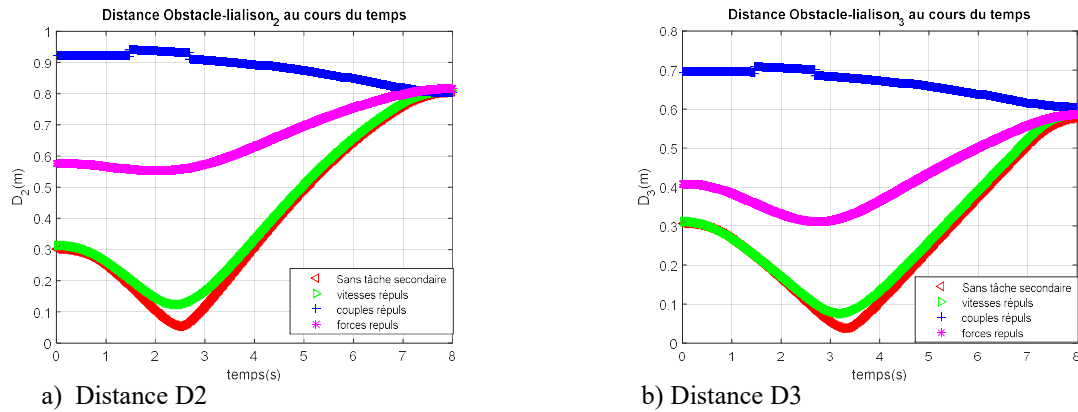 Distance Obstacle-lialison2 au cours du temps
1
0.9
0.8
0.7
0.6
0.5
0.4
0.3
0.2
0.1
0
D2(m)
0 1 2 3 4 5 6 7 8
temps(s)
Sans tâche secondaire
vitesses répuls
couples répuls
forces repuls
a) Distance D2
Distance Obstacle-lialison3 au cours du temps
0.8
0.7
0.6
0.5
0.4
0.3
0.2
0.1
0
D3(m)
0 1 2 3 4 5 6 7 8
temps(s)
Sans tâche secondaire
vitesses répuls
couples répuls
forces repuls
b) Distance D3